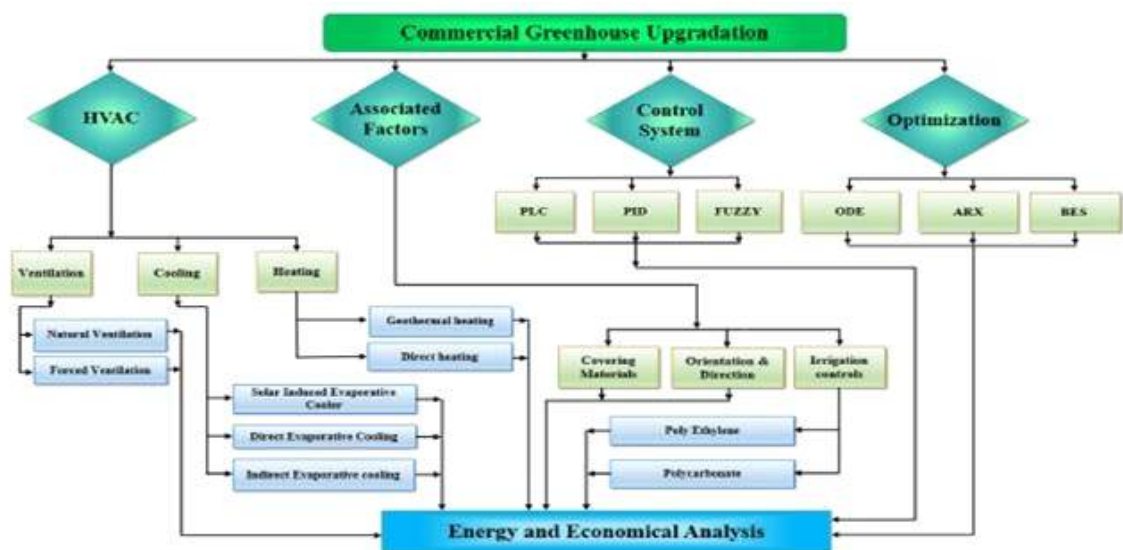 Commercial Greenhouse Upgradation
HVAC
Associated
Factors
Control
System
Optimization
PLC
PID
FUZZY
ODE
ARX
BES
Ventilation
Cooling
Heating
Natural Ventilation
Forced Ventilation
Geothermal heating
Direct heating
Covering
Materials
Orientation &
Direction
Irrigation
controls
Solar Induced Evaporative
Cooler
Direct Evaporative Cooling
Indirect Evaporative cooling
Poly Ethylene
Polycarbonate
Energy and Economical Analysis